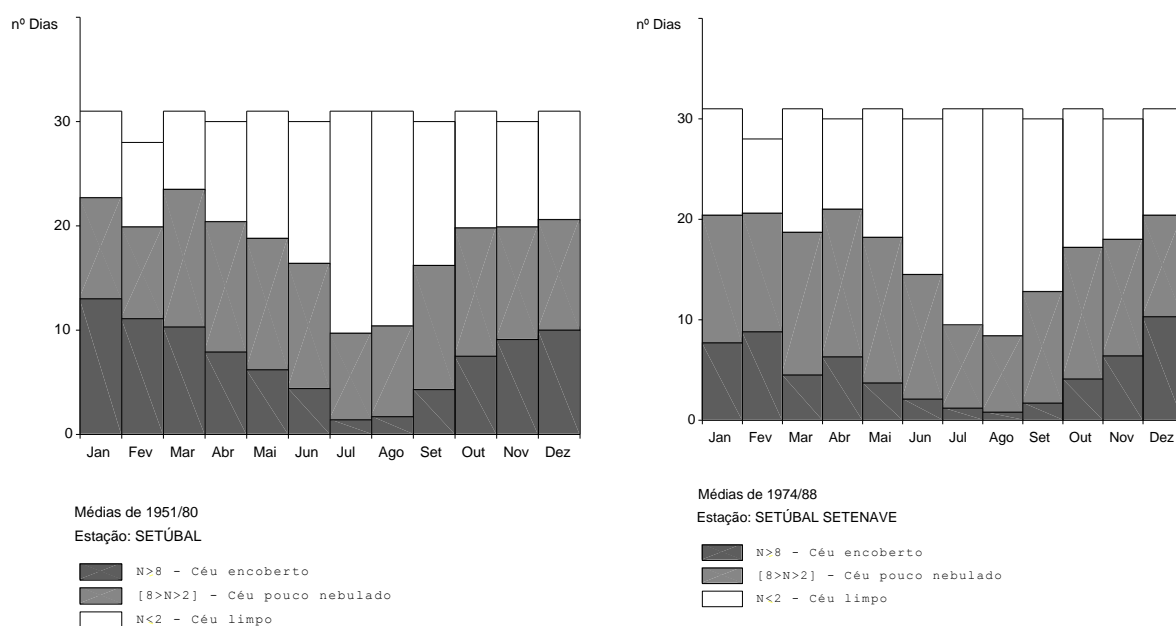 nº Dias
30
20
10
0
Jan Fev Mar Abr Mai Jun Jul Ago Set Out Nov Dez
Médias de 1951/80
Estação: SETÚBAL
N>8 - Céu encoberto
[8>N>2] - Céu pouco nebulado
N<2 - Céu limpo
nº Dias
30
20
10
0
Jan Fev Mar Abr Mai Jun Jul Ago Set Out Nov Dez
Médias de 1974/88
Estação: SETÚBAL SETENAVE
N>8 - Céu encoberto
[8>N>2] - Céu pouco nebulado
N<2 - Céu limpo